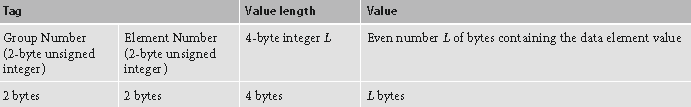 Tag Value length Value
Group Number Element Number 4-byte integer L Even number L of bytes containing the data element value
(2-byte unsigned (2-byte unsigned
integer) integer)
2 bytes 2 bytes 4 bytes L bytes